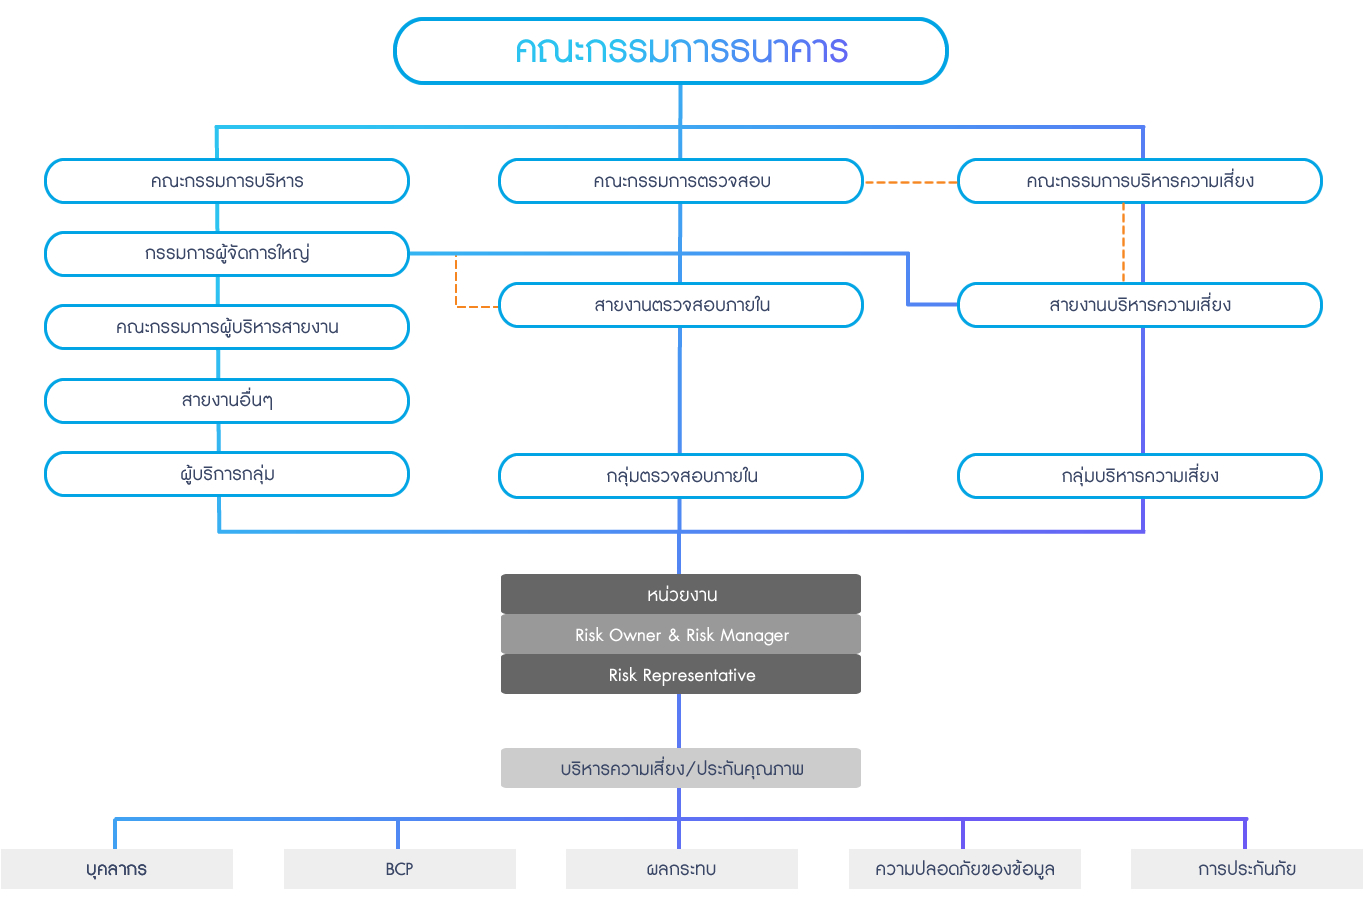 คณะกรรมการธนาคาร
คณะกรรมการบริหาร
คณะกรรมการตรวจสอบ
คณะกรรมการบริหารความเสี่ยง
กรรมการผู้จัดการใหญ่
สายงานตรวจสอบภายใน
สายงานบริหารความเสี่ยง
คณะกรรมการผู้บริหารสายงาน
สายงานอื่นๆ
ผู้บริการกลุ่ม
กลุ่มตรวจสอบภายใน
กลุ่มบริหารความเสี่ยง
หน่วยงาน
Risk Owner & Risk Manager
Risk Representative
บริหารความเสี่ยง/ประกันคุณภาพ
บุคลากร
BCP
ผลกระทบ
ความปลอดภัยของข้อมูล
การประกันภัย